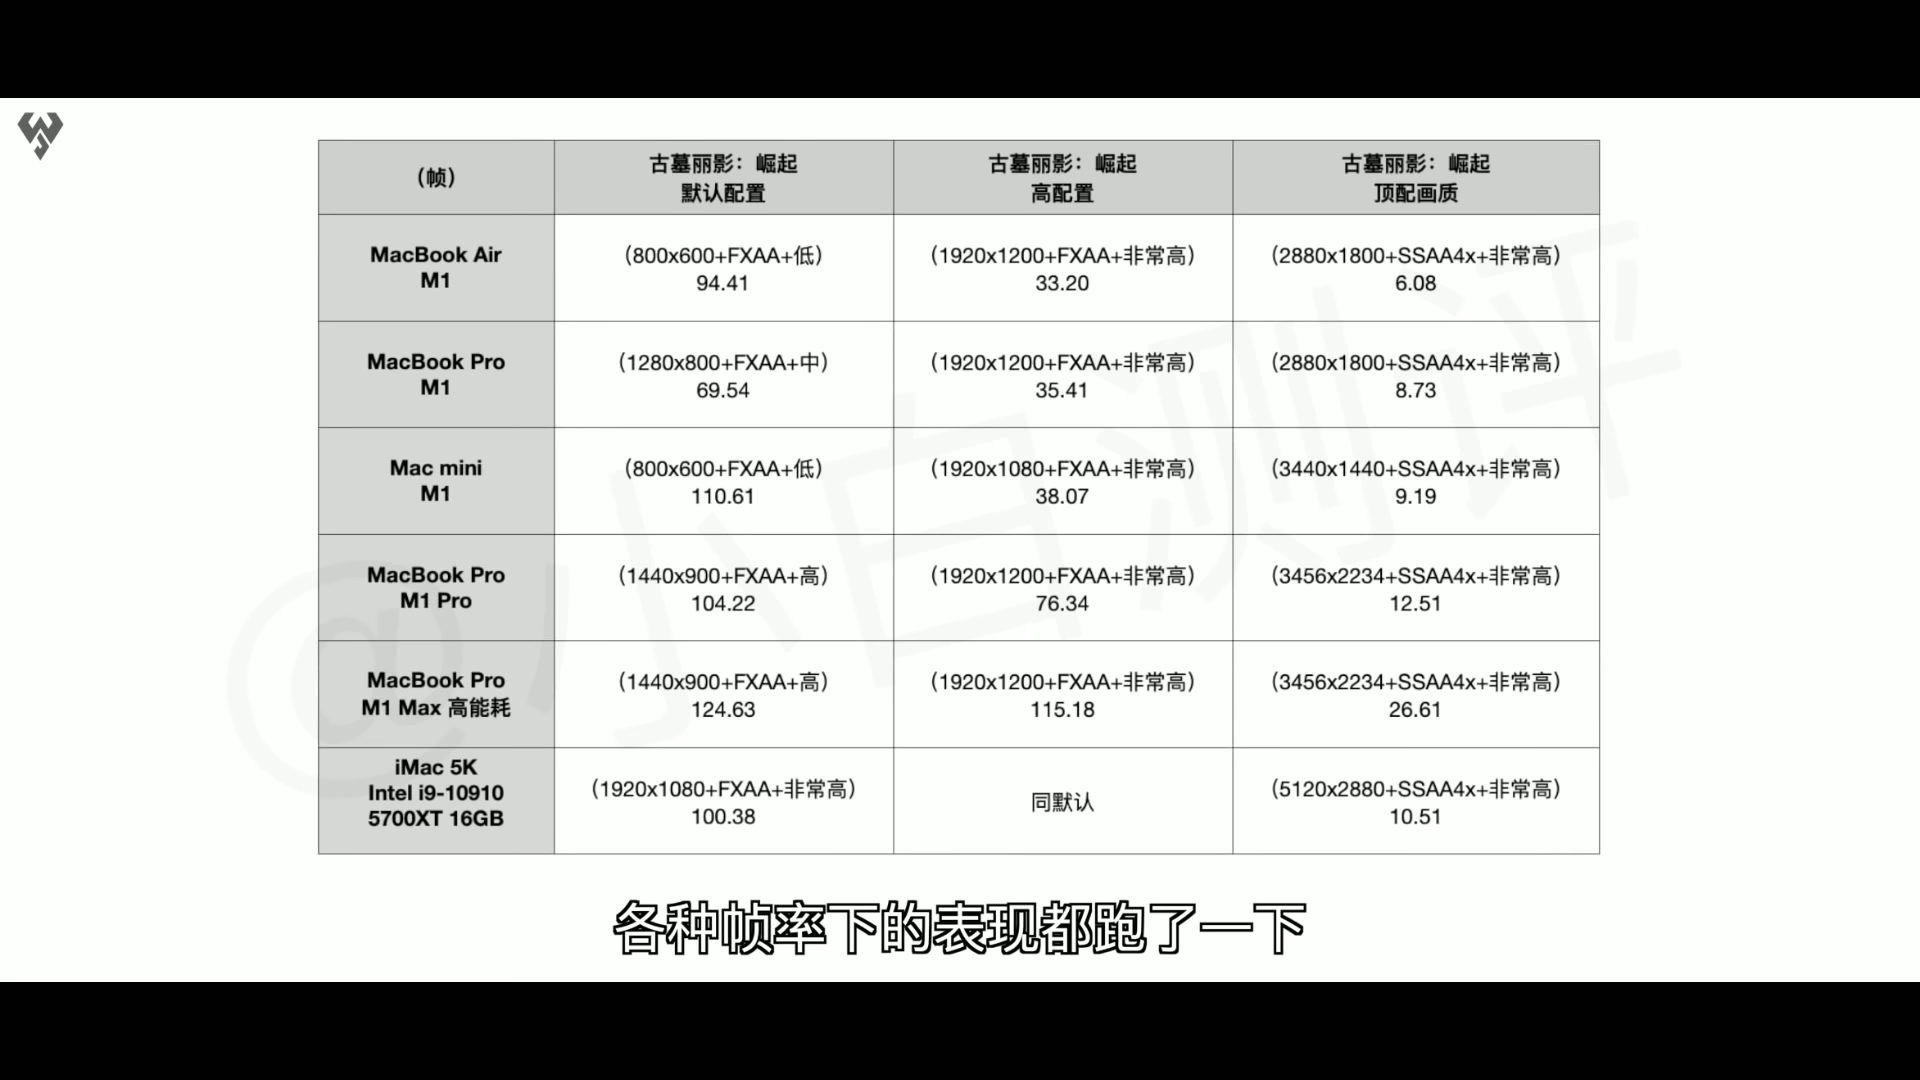 （帧）
古墓丽影：崛起
默认配置
古墓丽影：崛起
高配置
古墓丽影：崛起
顶配画质
MacBook Air
M1
（800x600+FXAA+低）
94.41
（1920x1200+FXAA+非常高）
33.20
（2880x1800+SSAA4x+非常高）
6.08
MacBook Pro
M1
（1280x800+FXAA+中）
69.54
（1920x1200+FXAA+非常高）
35.41
（2880x1800+SSAA4x+非常高）
8.73
Mac mini
M1
（800x600+FXAA+低）
110.61
（1920x1080+FXAA+非常高）
38.07
（3440x1440+SSAA4x+非常高）
9.19
MacBook Pro
M1 Pro
（1440x900+FXAA+高）
104.22
（1920x1200+FXAA+非常高）
76.34
（3456x2234+SSAA4x+非常高）
12.51
MacBook Pro
M1 Max 高能耗
（1440x900+FXAA+高）
124.63
（1920x1200+FXAA+非常高）
115.18
（3456x2234+SSAA4x+非常高）
26.61
iMac 5K
Intel i9-10910
5700XT 16GB
（1920x1080+FXAA+非常高）
100.38
同默认
（5120x2880+SSAA4x+非常高）
10.51
@小白测评
各种帧率下的表现都跑了一下